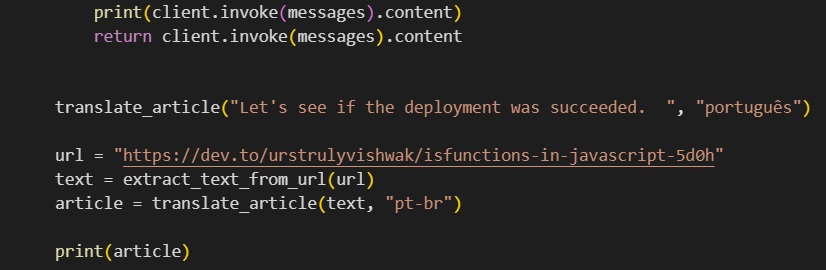 print(client.invoke(messages).content)
return client.invoke(messages).content
translate_article("Let's see if the deployment was succeeded.  ", "português")
url = "https://dev.to/urstrulyvishwak/isfunctions-in-javascript-5d0h"
text = extract_text_from_url(url)
article = translate_article(text, "pt-br")
print(article)